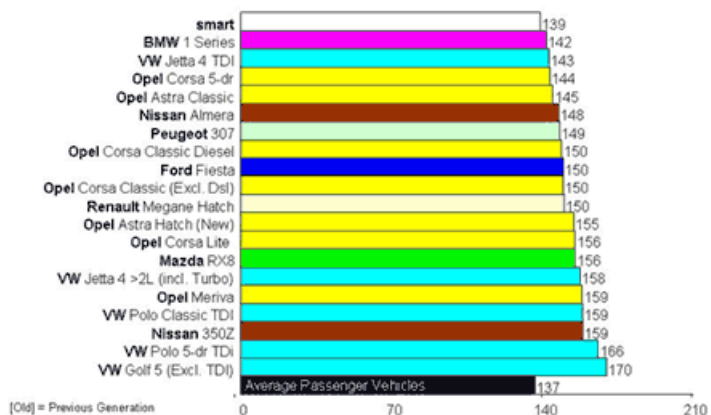 smart 139
BMW 1 Series 142
VW Jetta 4 TDI 143
Opel Corsa 5-dr 144
Opel Astra Classic 145
Nissan Almera 148
Peugeot 307 149
Opel Corsa Classic Diesel 150
Ford Fiesta 150
Opel Corsa Classic (Excl. Dsl) 150
Renault Megane Hatch 150
Opel Astra Hatch (New) 155
Opel Corsa Lite 156
Mazda RX8 156
VW Jetta 4 >2L (incl. Turbo) 158
Opel Meriva 159
VW Polo Classic TDI 159
Nissan 350Z 159
VW Polo 5-dr TDi 166
VW Golf 5 (Excl. TDI) 170
Average Passenger Vehicles 137
[Old] = Previous Generation 0 70 140 210